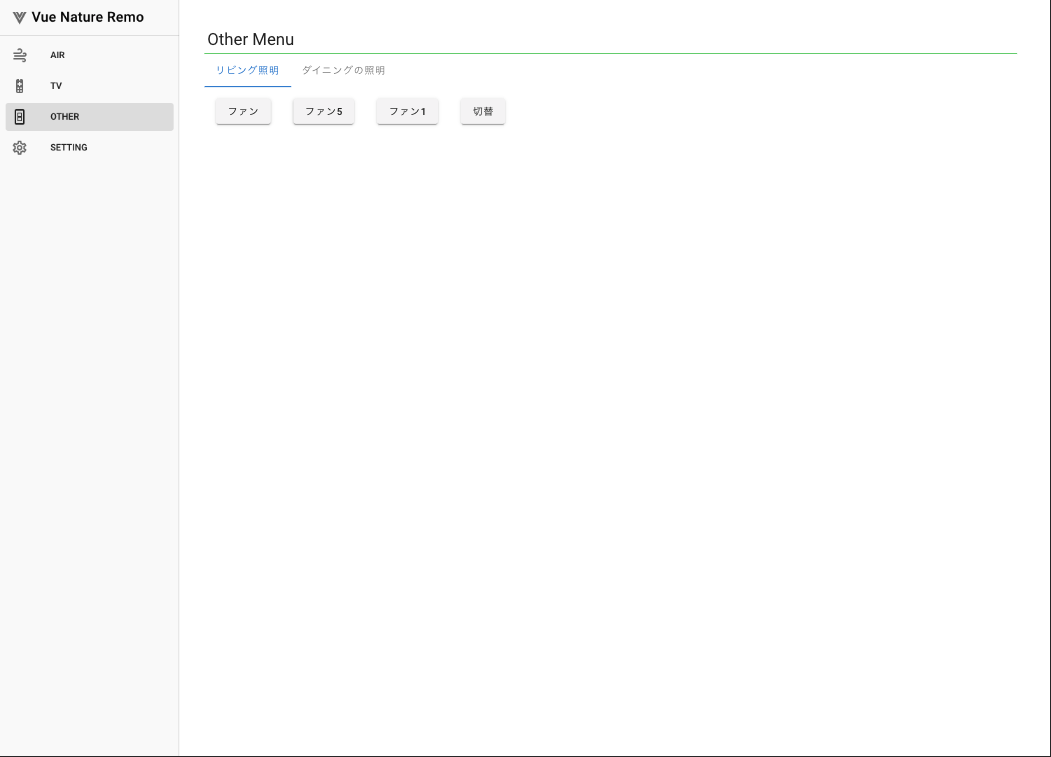 Vue Nature Remo
AIR
TV
OTHER
SETTING
Other Menu
リビング照明 ダイニングの照明
ファン ファン5 ファン1 切替